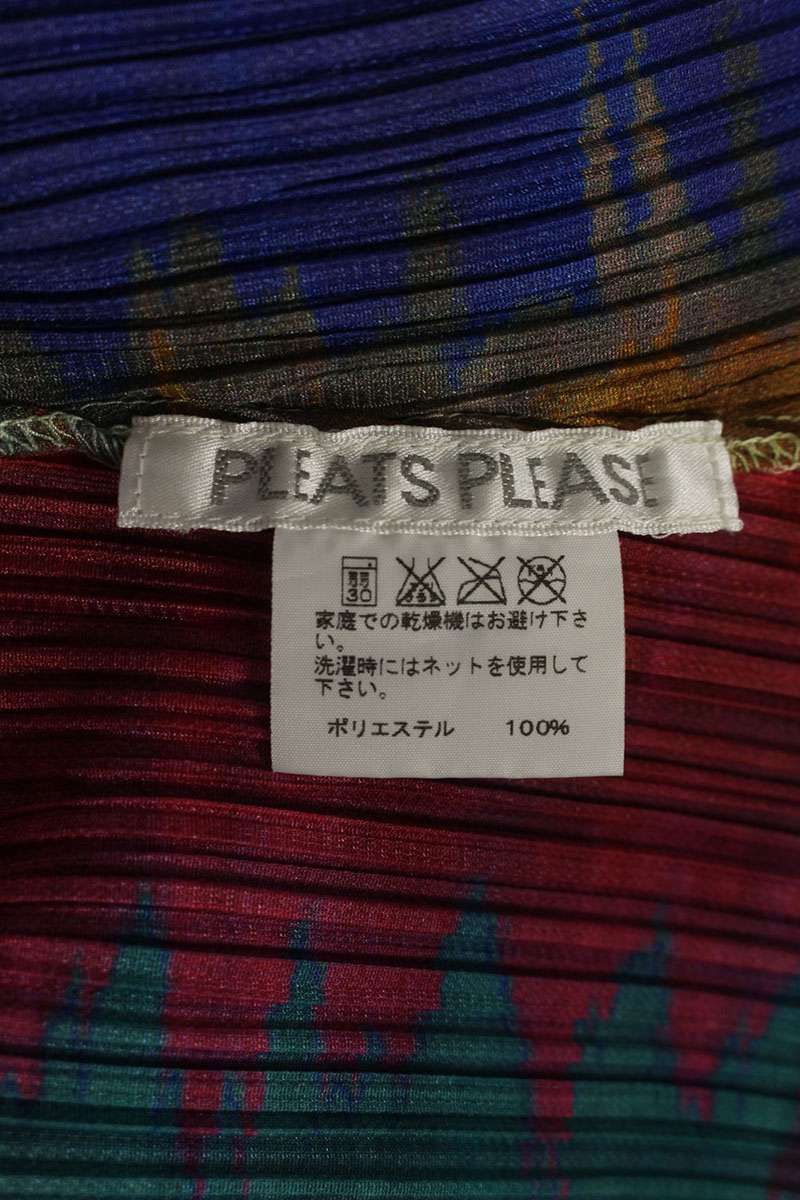 PLEATS PLEASE
弱
30
家庭での乾燥機はお避け下さ
い。
洗濯時にはネットを使用して
下さい。
ポリエステル 100%